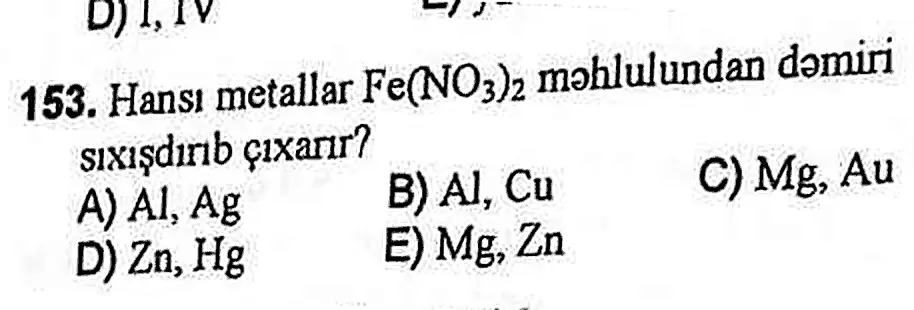 D) I, IV
153. Hansı metallar Fe(NO₃)₂ məhlulundan dəmiri
sıxışdırıb çıxarır?
A) Al, Ag B) Al, Cu C) Mg, Au
D) Zn, Hg E) Mg, Zn